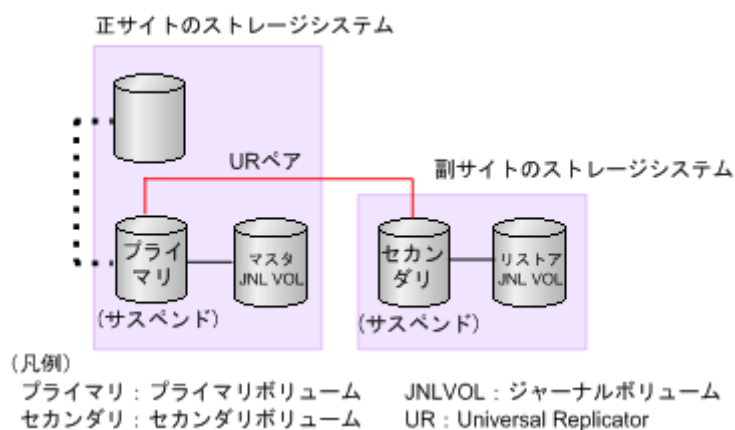 正サイトのストレージシステム
URペア
副サイトのストレージシステム
プライ
マリ
マスタ
JNL VOL
セカン
ダリ
リストア
JNL VOL
(サスペンド)
(サスペンド)
(凡例)
プライマリ：プライマリボリューム JNLVOL：ジャーナルボリューム
セカンダリ：セカンダリボリューム UR：Universal Replicator